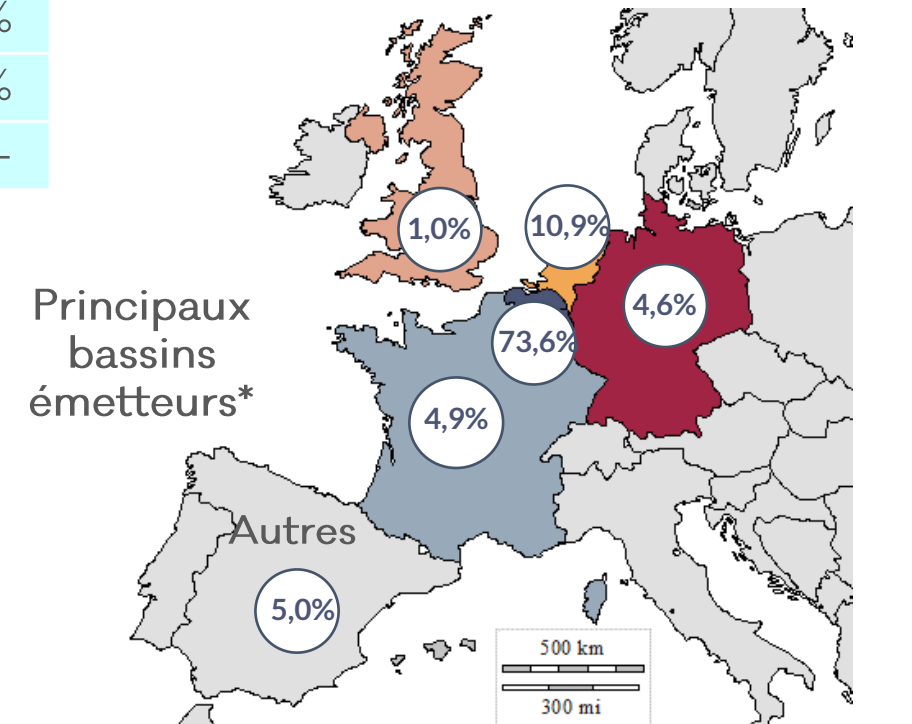 %
%
-
1,0%
10,9%
Principaux
bassins
émetteurs*
4,6%
73,6%
4,9%
Autres
5,0%
500 km
300 mi